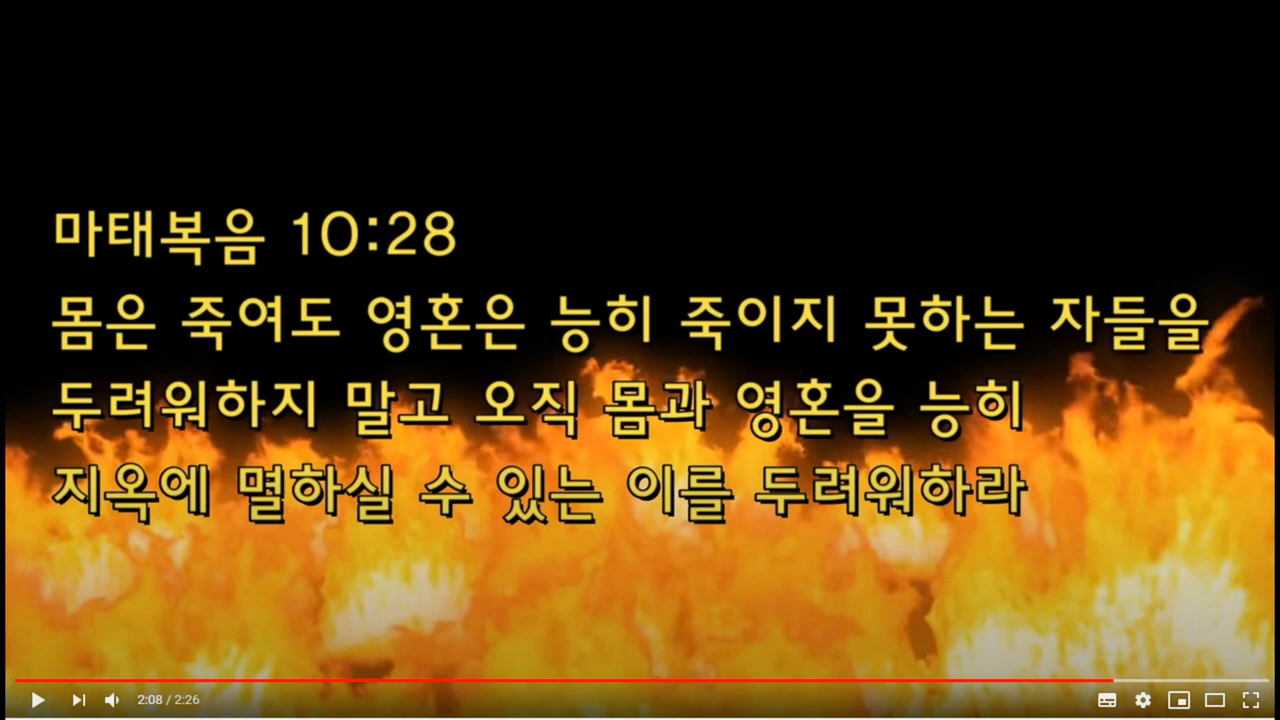 마태복음 10:28
몸은 죽여도 영혼은 능히 죽이지 못하는 자들을
두려워하지 말고 오직 몸과 영혼을 능히
지옥에 멸하실 수 있는 이를 두려워하라
2:08 / 2:26